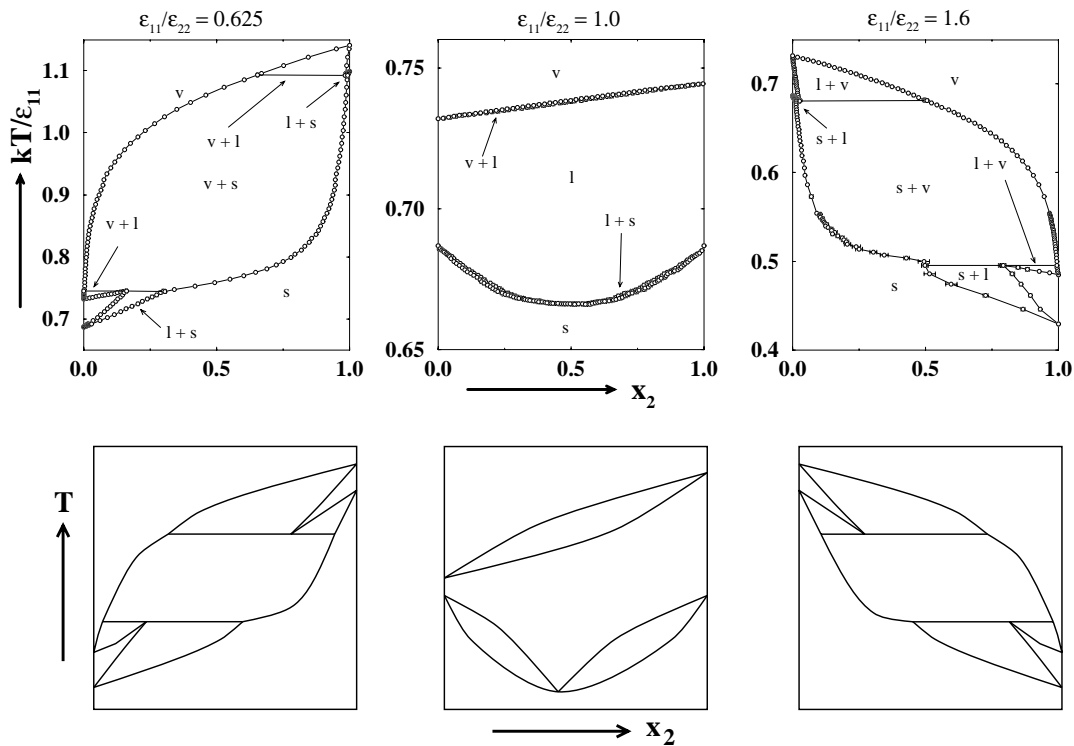 ε₁₁/ε₂₂ = 0.625
ε₁₁/ε₂₂ = 1.0
ε₁₁/ε₂₂ = 1.6
kT/ε₁₁
1.1
1.0
0.9
0.8
0.7
v
v + l
l + s
v + l
v + s
v + l
s
l + s
0.0
0.5
1.0
0.75
0.70
0.65
v
v + l
l
l + s
s
0.0
0.5
1.0
x₂
0.7
0.6
0.5
0.4
l + v
v
s + l
l + v
s + v
s + l
s
0.0
0.5
1.0
T
x₂